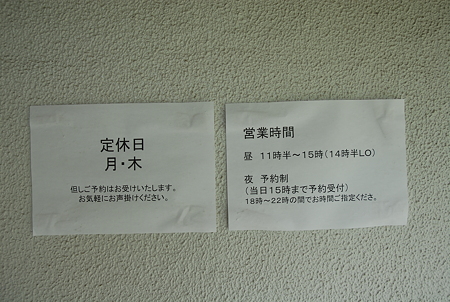 定休日
月・木
但しご予約はお受けいたします。
お気軽にお声掛けください。
営業時間
昼 11時半～15時(14時半LO)
夜 予約制
(当日15時まで予約受付)
18時～22時の間でお時間ご指定くださ。